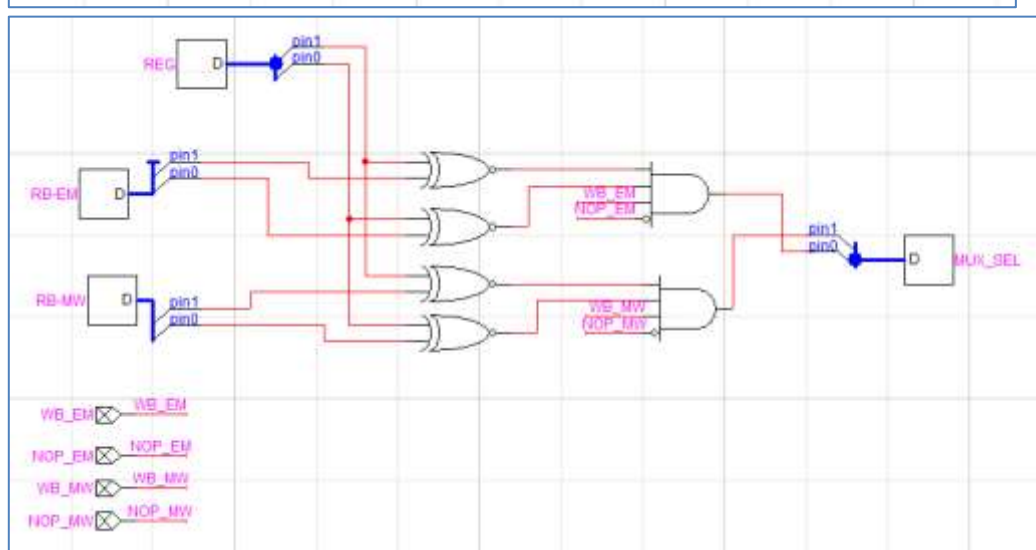 pin1
REG D pin0
pin1
RB-EM D pin0
WB_EM
NOP_EM
pin1
pin0
D MUX_SEL
RB-MW D pin1
pin0
WB_MW
NOP_MW
WB_EM WB_EM
NOP_EM NOP_EM
WB_MW WB_MW
NOP_MW NOP_MW